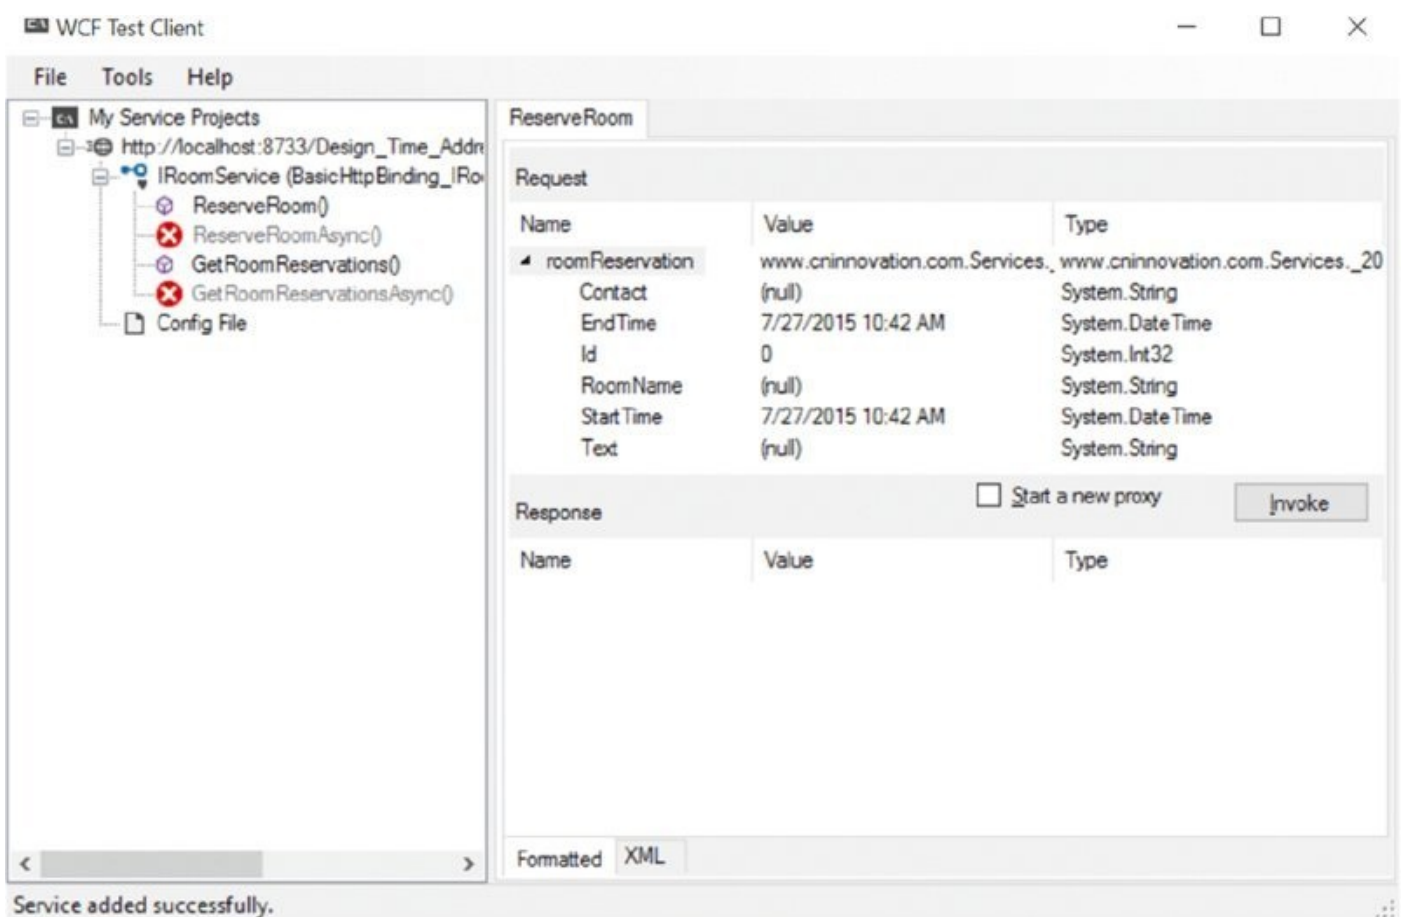 WCF Test Client
File Tools Help
My Service Projects
http://localhost:8733/Design_Time_Addre
IRoomService (BasicHttpBinding_IRo
ReserveRoom()
ReserveRoomAsync()
GetRoomReservations()
GetRoomReservationsAsync()
Config File
ReserveRoom
Request
Name Value Type
roomReservation www.cninnovation.com.Services._ www.cninnovation.com.Services._20
Contact (null) System.String
EndTime 7/27/2015 10:42 AM System.DateTime
Id 0 System.Int32
RoomName (null) System.String
StartTime 7/27/2015 10:42 AM System.DateTime
Text (null) System.String
Start a new proxy Invoke
Response
Name Value Type
Formatted XML
Service added successfully.